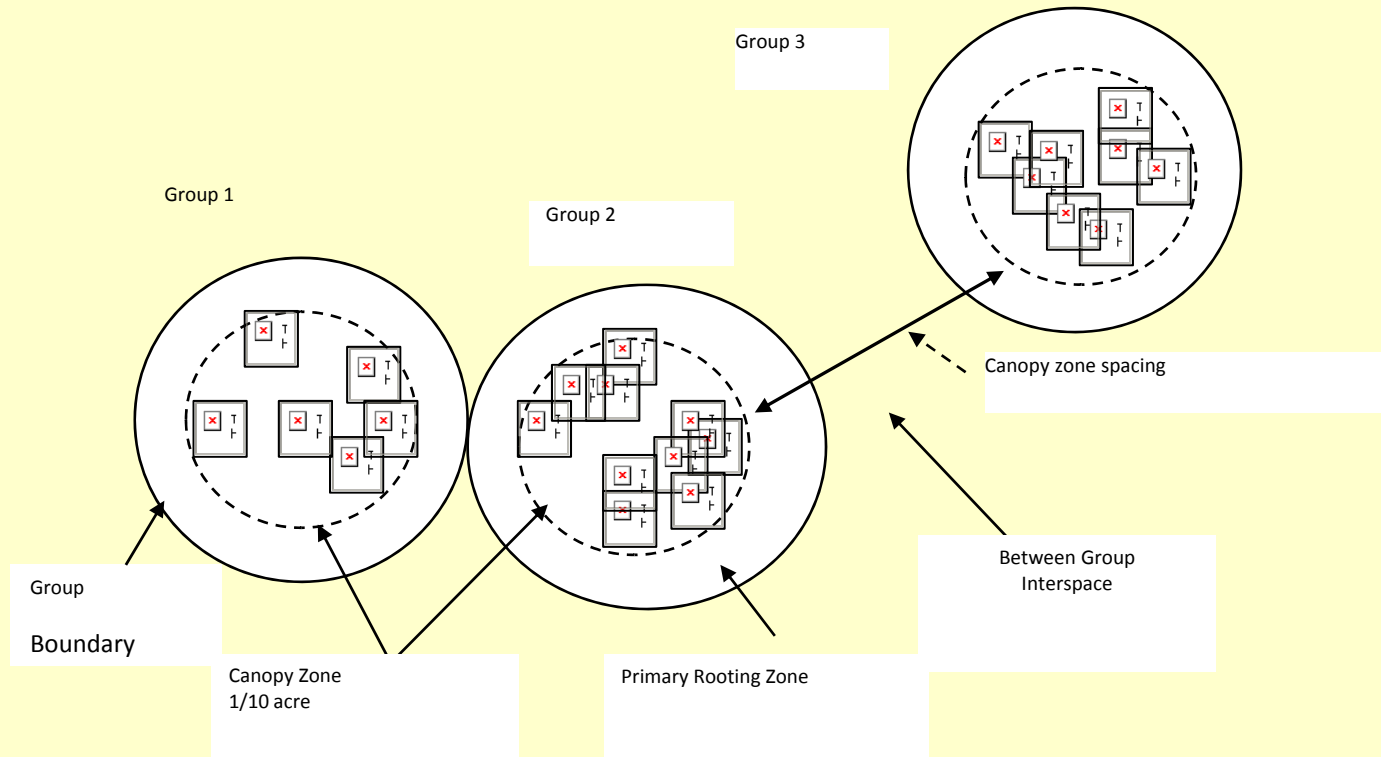 Group 3
Group 1
Group 2
Canopy zone spacing
Between Group
Interspace
Group
Boundary
Canopy Zone
1/10 acre
Primary Rooting Zone